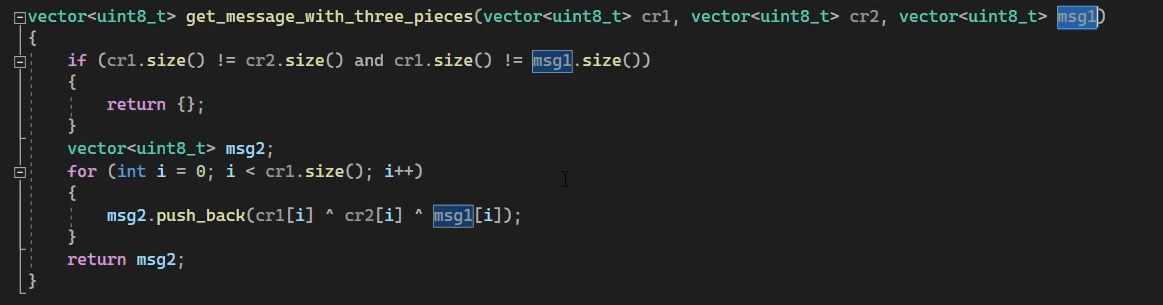 vector<uint8_t> get_message_with_three_pieces(vector<uint8_t> cr1, vector<uint8_t> cr2, vector<uint8_t> msg1)
{
    if (cr1.size() != cr2.size() and cr1.size() != msg1.size())
    {
        return {};
    }
    vector<uint8_t> msg2;
    for (int i = 0; i < cr1.size(); i++)
    {
        msg2.push_back(cr1[i] ^ cr2[i] ^ msg1[i]);
    }
    return msg2;
}